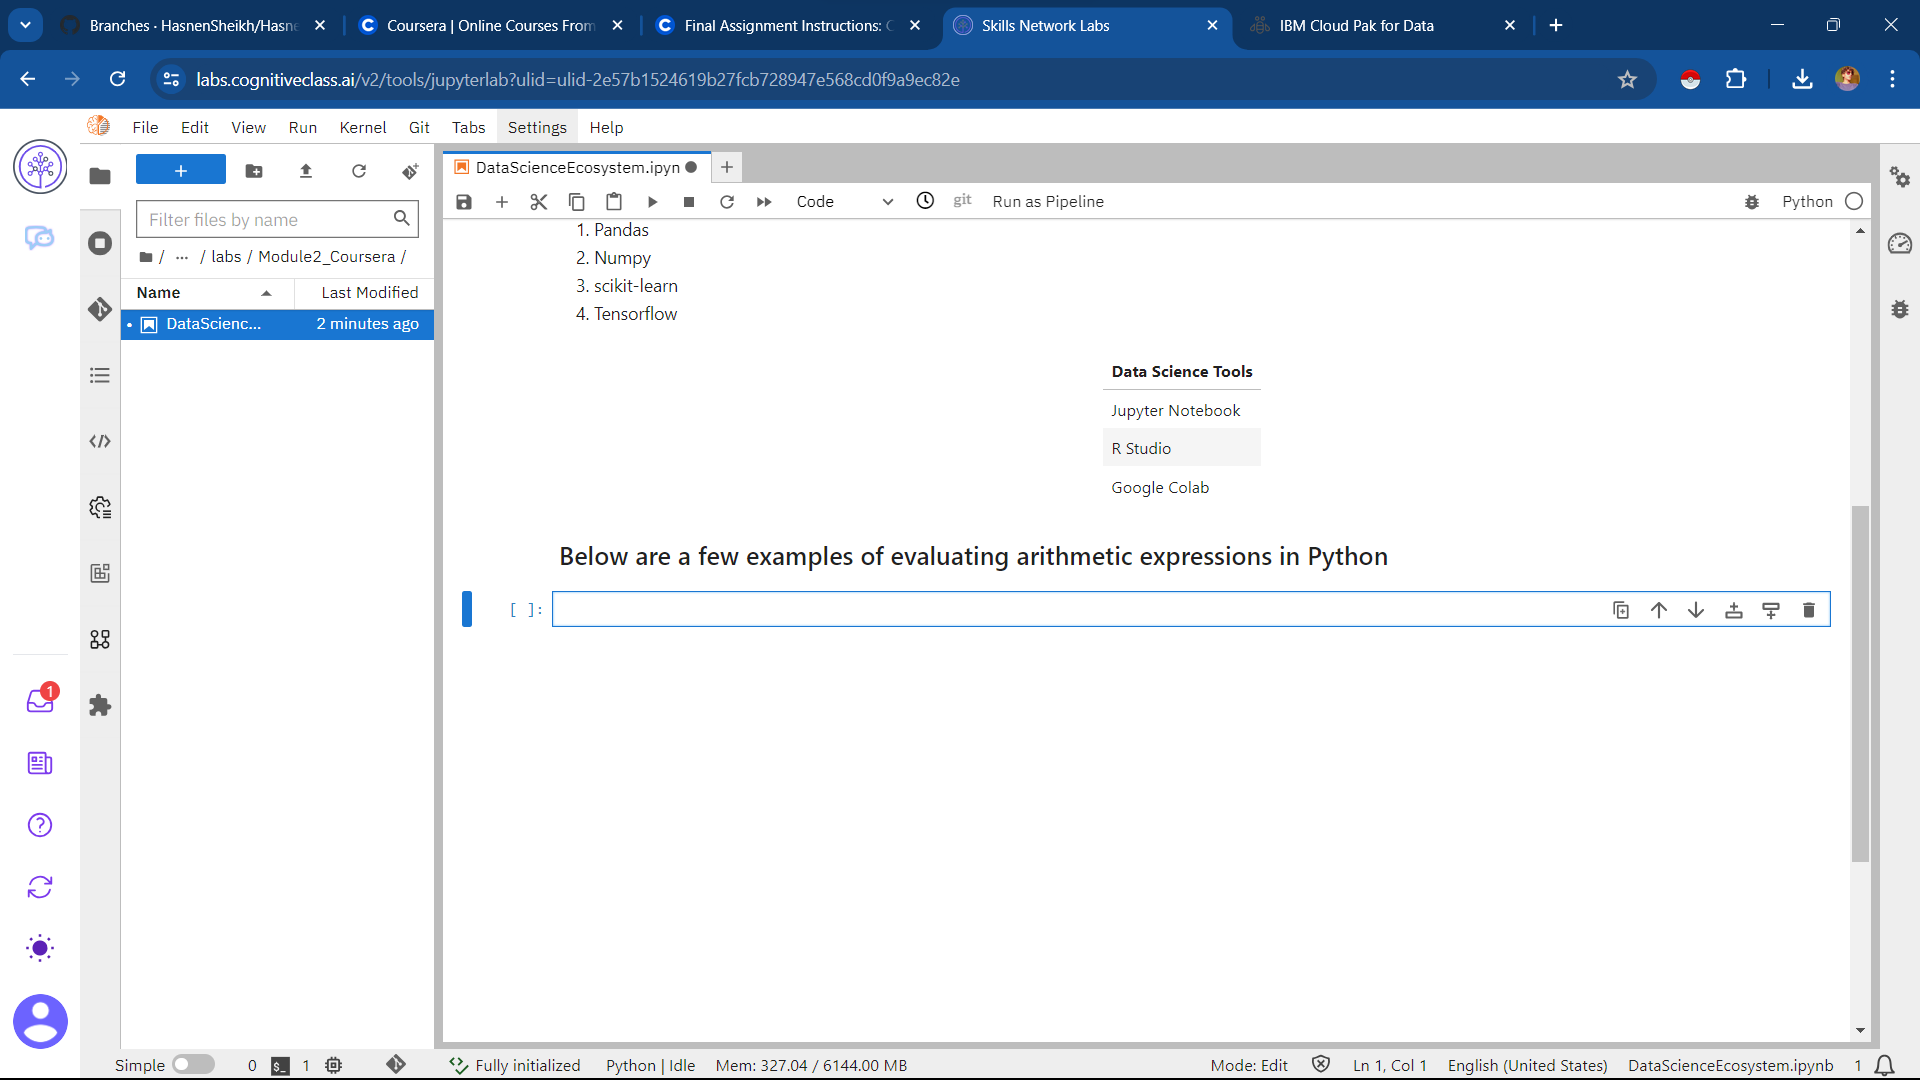 Branches · HasnenSheikh/Hasne
Coursera | Online Courses From
Final Assignment Instructions: C
Skills Network Labs
IBM Cloud Pak for Data
labs.cognitiveclass.ai/v2/tools/jupyterlab?ulid=ulid-2e57b1524619b27fcb728947e568cd0f9a9ec82e
File Edit View Run Kernel Git Tabs Settings Help
DataScienceEcosystem.ipyn
Code
git
Run as Pipeline
Python
Filter files by name
/ ... / labs / Module2_Coursera /
Name Last Modified
DataScienc... 2 minutes ago
1. Pandas
2. Numpy
3. scikit-learn
4. Tensorflow
Data Science Tools
Jupyter Notebook
R Studio
Google Colab
Below are a few examples of evaluating arithmetic expressions in Python
[ ]:
1
Simple 0 $_ 1 Fully initialized Python | Idle Mem: 327.04 / 6144.00 MB Mode: Edit Ln 1, Col 1 English (United States) DataScienceEcosystem.ipynb 1